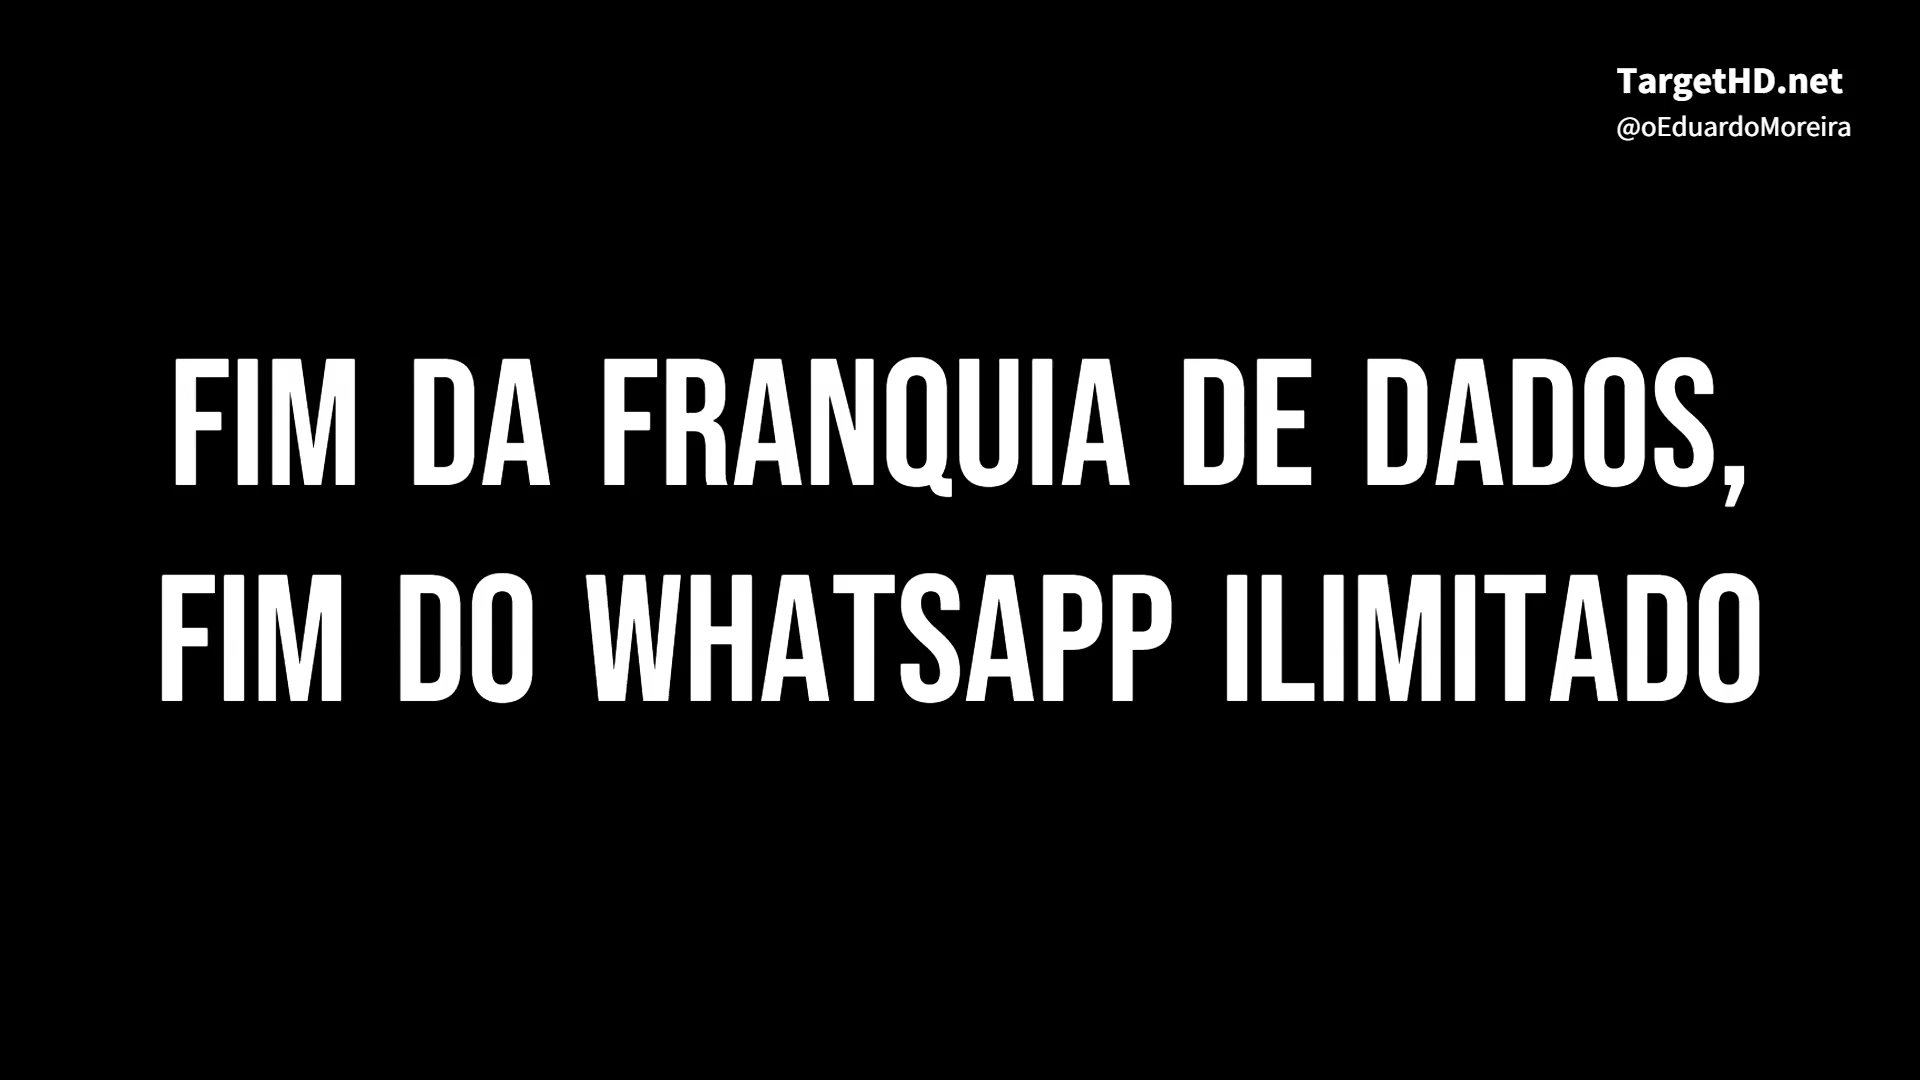 TargetHD.net
@oEduardoMoreira
FIM DA FRANQUIA DE DADOS,
FIM DO WHATSAPP ILIMITADO